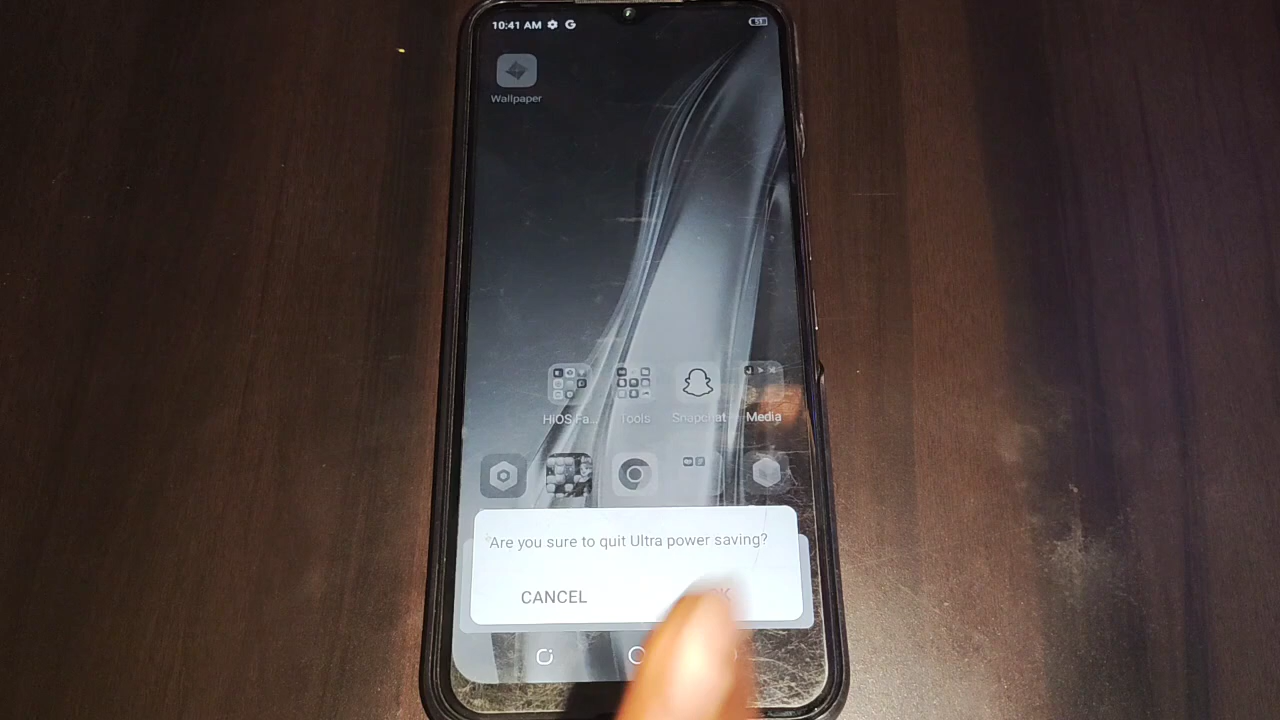 10:41 AM
Wallpaper
HiOS Fa... Tools Snapchat Media
Are you sure to quit Ultra power saving?
CANCEL